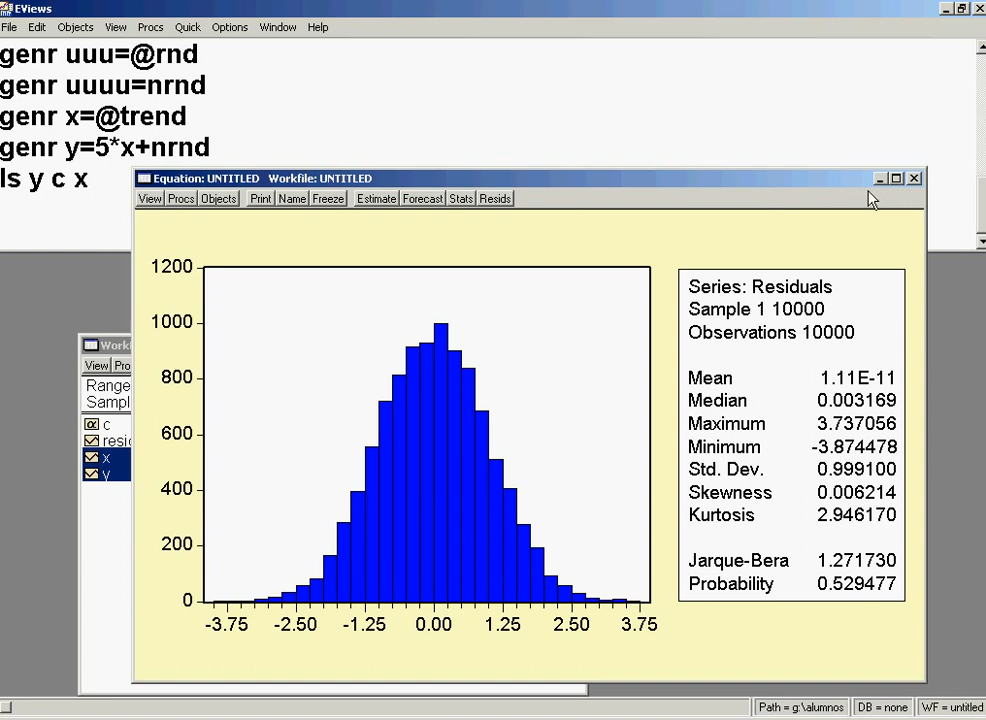 EViews
File Edit Objects View Procs Quick Options Window Help
genr uuu=@rnd
genr uuuu=nrnd
genr x=@trend
genr y=5*x+nrnd
ls y c x
Equation: UNTITLED Workfile: UNTITLED
View Procs Objects Print Name Freeze Estimate Forecast Stats Resids
1200
1000
800
600
400
200
0
-3.75 -2.50 -1.25 0.00 1.25 2.50 3.75
Series: Residuals
Sample 1 10000
Observations 10000
Mean 1.11E-11
Median 0.003169
Maximum 3.737056
Minimum -3.874478
Std. Dev. 0.999100
Skewness 0.006214
Kurtosis 2.946170
Jarque-Bera 1.271730
Probability 0.529477
Workf
View Pro
Range
Sampl
c
resid
x
y
Path = g:\alumnos DB = none WF = untitled